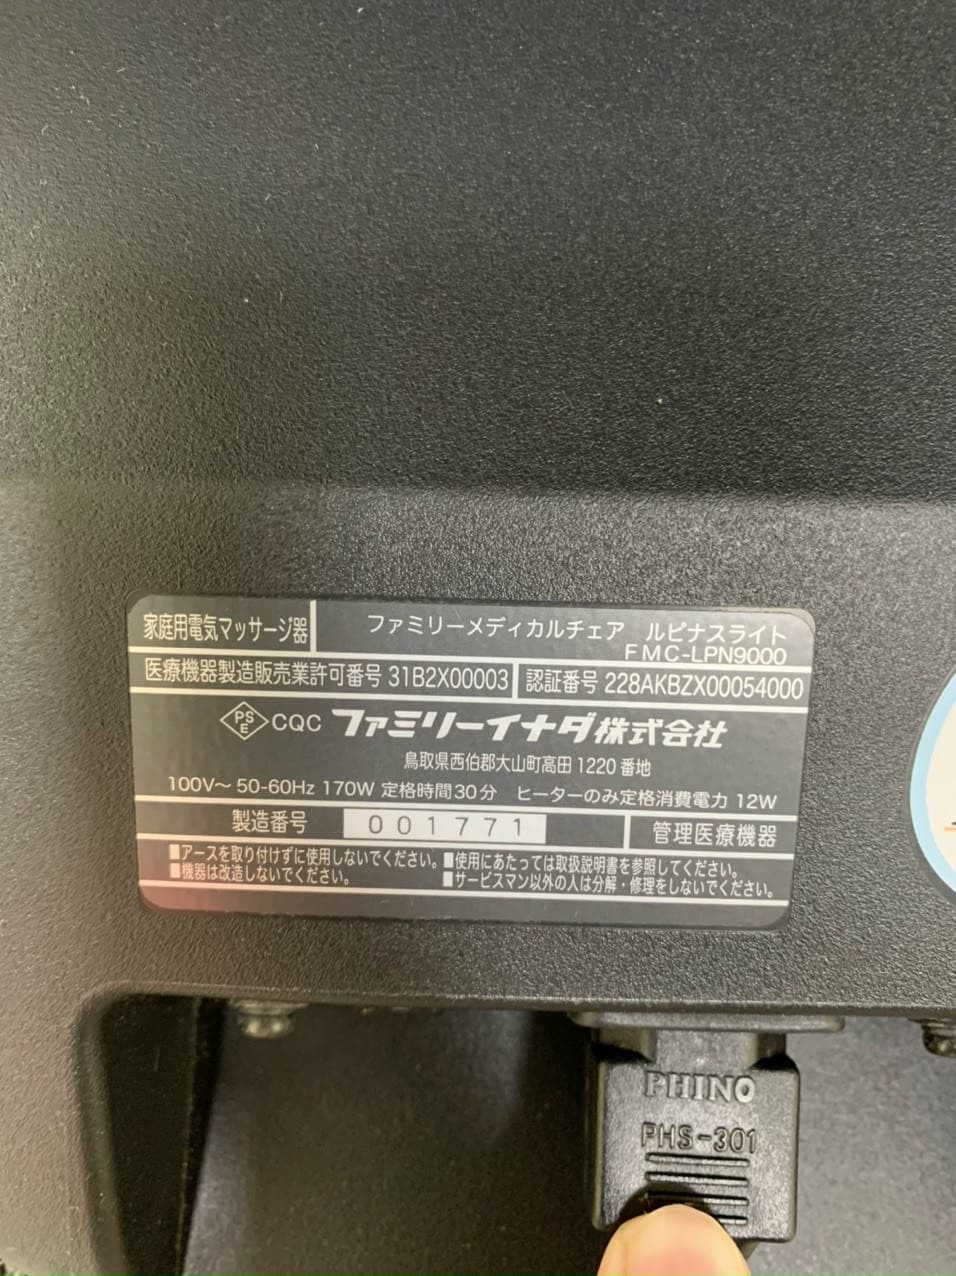 家庭用電気マッサージ器
ファミリーメディカルチェア ルピナスライト
FMC-LPN9000
医療機器製造販売業許可番号 31B2X00003
認証番号 228AKBZX00054000
PSE CQC ファミリーイナダ株式会社
鳥取県西伯郡大山町高田1220番地
100V〜 50-60Hz 170W 定格時間30分 ヒーターのみ定格消費電力 12W
製造番号 001771 管理医療機器
■アースを取り付けずに使用しないでください。
■機器は改造しないでください。
■使用にあたっては取扱説明書を参照してください。
■サービスマン以外の人は分解・修理をしないでください。
PHINO
PHS-301